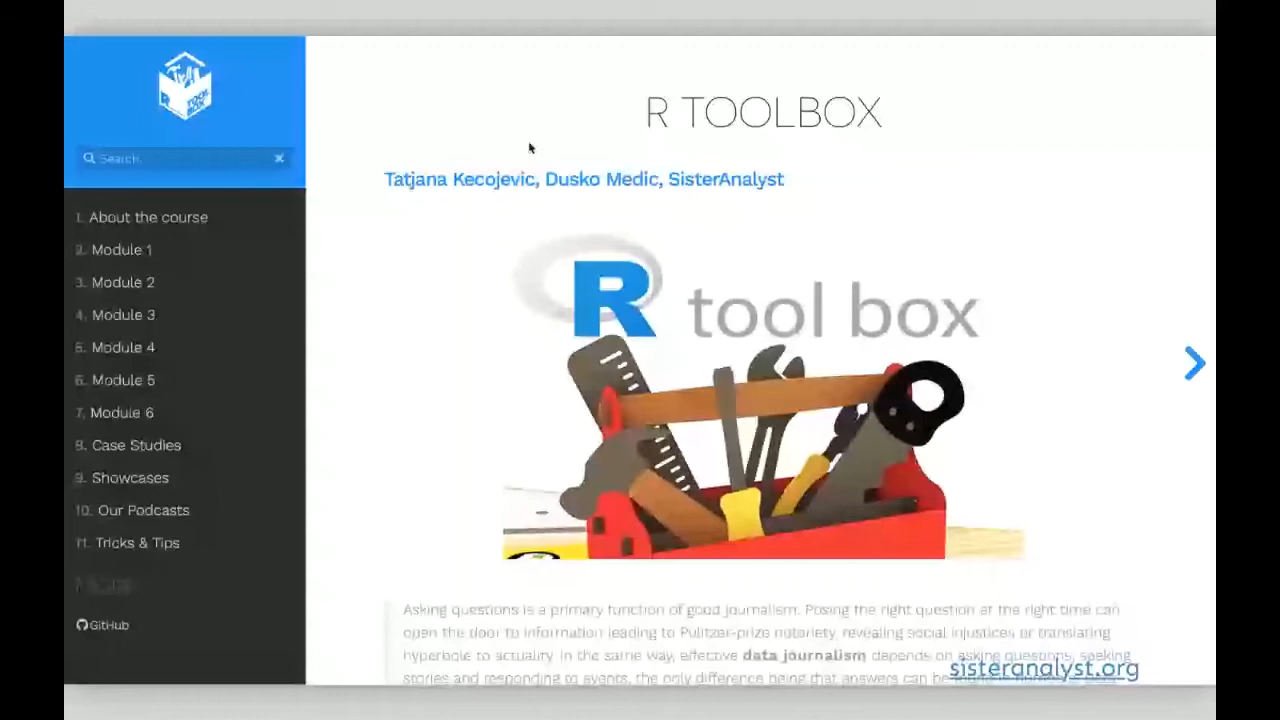 R TOOL BOX
Search...
1. About the course
2. Module 1
3. Module 2
4. Module 3
5. Module 4
6. Module 5
7. Module 6
8. Case Studies
9. Showcases
10. Our Podcasts
11. Tricks & Tips
GitHub
R TOOLBOX
Tatjana Kecojevic, Dusko Medic, SisterAnalyst
R tool box
Asking questions is a primary function of good journalism. Posing the right question at the right time can
open the door to information leading to Pulitzer-prize notoriety, revealing social injustices or translating
hyperbole to actuality. In the same way, effective data journalism depends on asking questions, seeking
stories and responding to events, the only difference being that answers can be
sisteranalyst.org